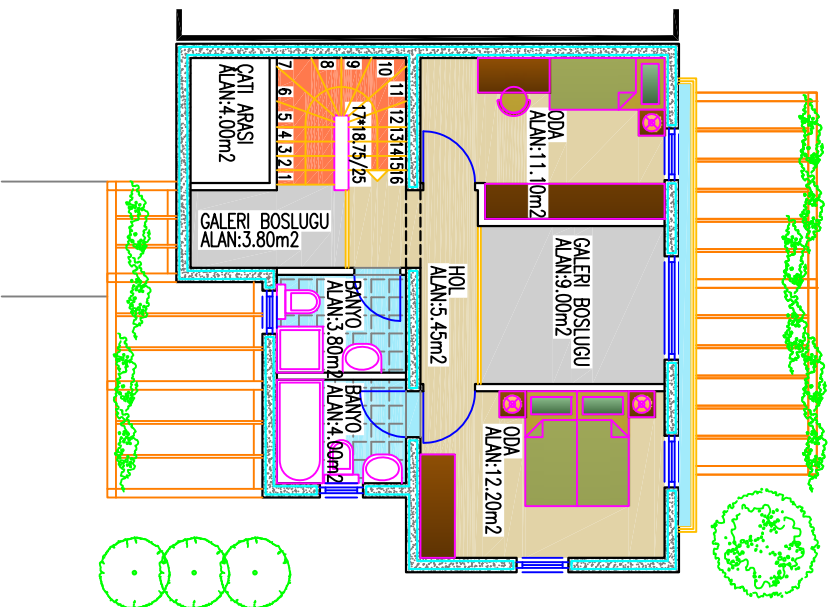 7
8
9
10
6
11
5
12
4
13
3
14
2
15
1
16
17*18.75/25
ÇATI ARASI
ALAN:4.00m2
ODA
ALAN:11.10m2
GALERI BOSLUGU
ALAN:3.80m2
GALERI BOSLUGU
ALAN:9.00m2
HOL
ALAN:5.45m2
BANYO
ALAN:3.80m2
BANYO
ALAN:4.00m2
ODA
ALAN:12.20m2